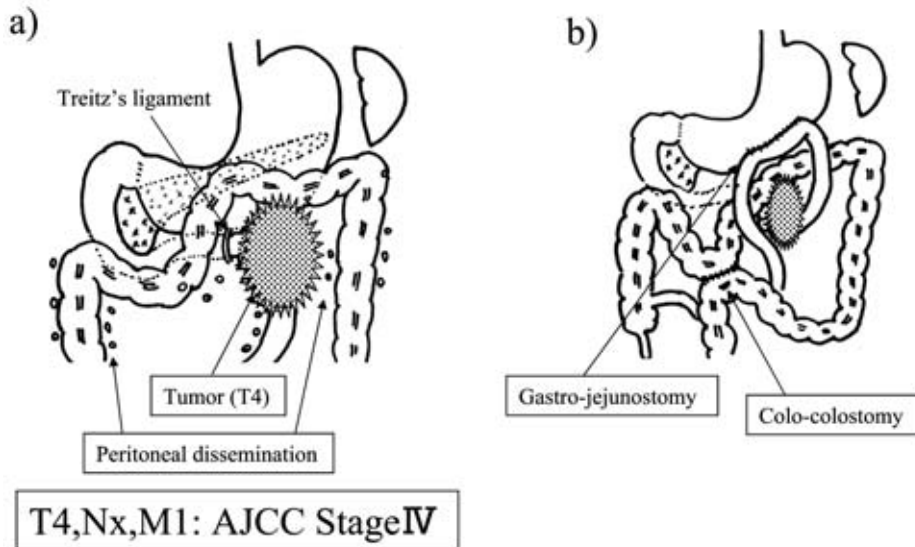 a)
Treitz’s ligament
Tumor (T4)
Peritoneal dissemination
T4,Nx,M1: AJCC StageⅣ
b)
Gastro-jejunostomy
Colo-colostomy